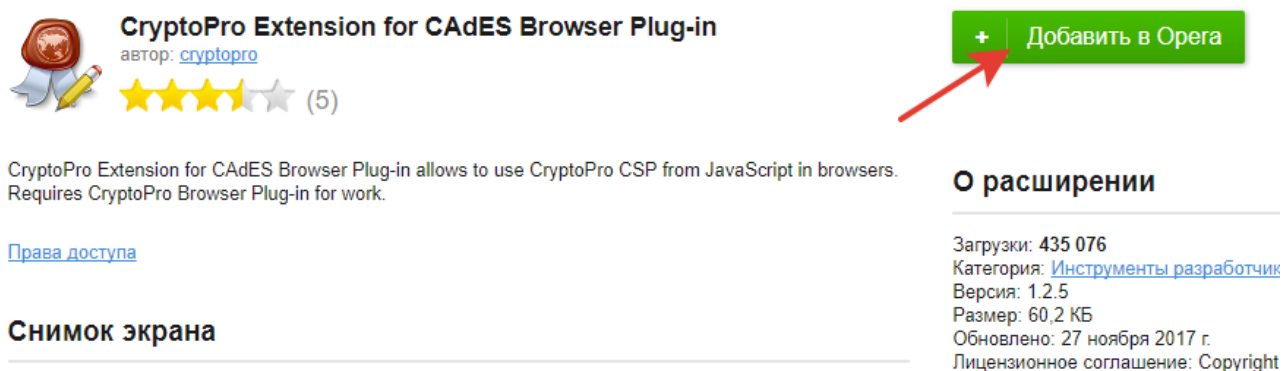 CryptoPro Extension for CAdES Browser Plug-in
автор: cryptopro
(5)
+ Добавить в Opera
CryptoPro Extension for CAdES Browser Plug-in allows to use CryptoPro CSP from JavaScript in browsers.
Requires CryptoPro Browser Plug-in for work.
Права доступа
Снимок экрана
О расширении
Загрузки: 435 076
Категория: Инструменты разработчик
Версия: 1.2.5
Размер: 60,2 КБ
Обновлено: 27 ноября 2017 г.
Лицензионное соглашение: Copyright